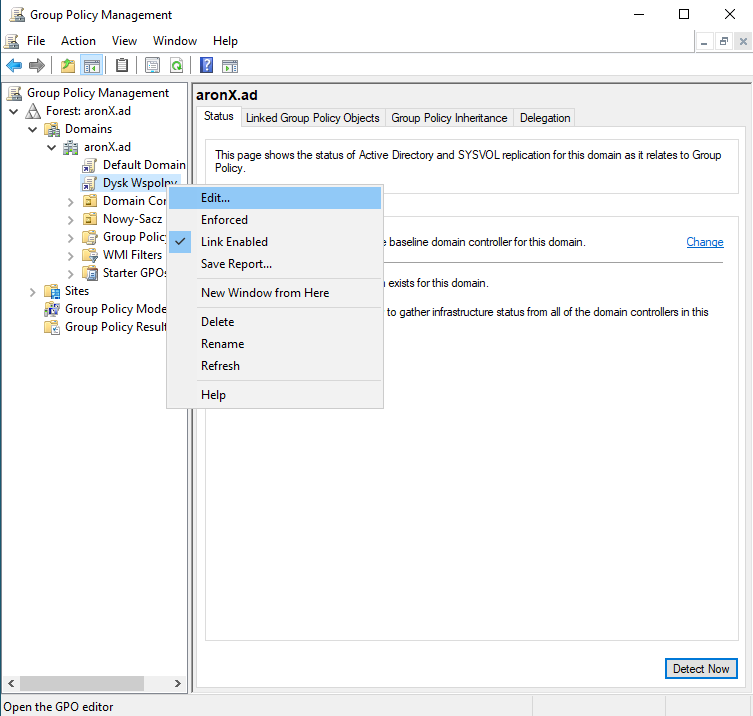 Group Policy Management
File Action View Window Help
Group Policy Management
Forest: aronX.ad
Domains
aronX.ad
Default Domain
Dysk Wspolny
Domain Cor
Nowy-Sacz
Group Policy
WMI Filters
Starter GPOs
Sites
Group Policy Mode
Group Policy Result
Edit...
Enforced
Link Enabled
Save Report...
New Window from Here
Delete
Rename
Refresh
Help
aronX.ad
Status Linked Group Policy Objects Group Policy Inheritance Delegation
This page shows the status of Active Directory and SYSVOL replication for this domain as it relates to Group
Policy.
baseline domain controller for this domain. Change
exists for this domain.
to gather infrastructure status from all of the domain controllers in this
Detect Now
Open the GPO editor